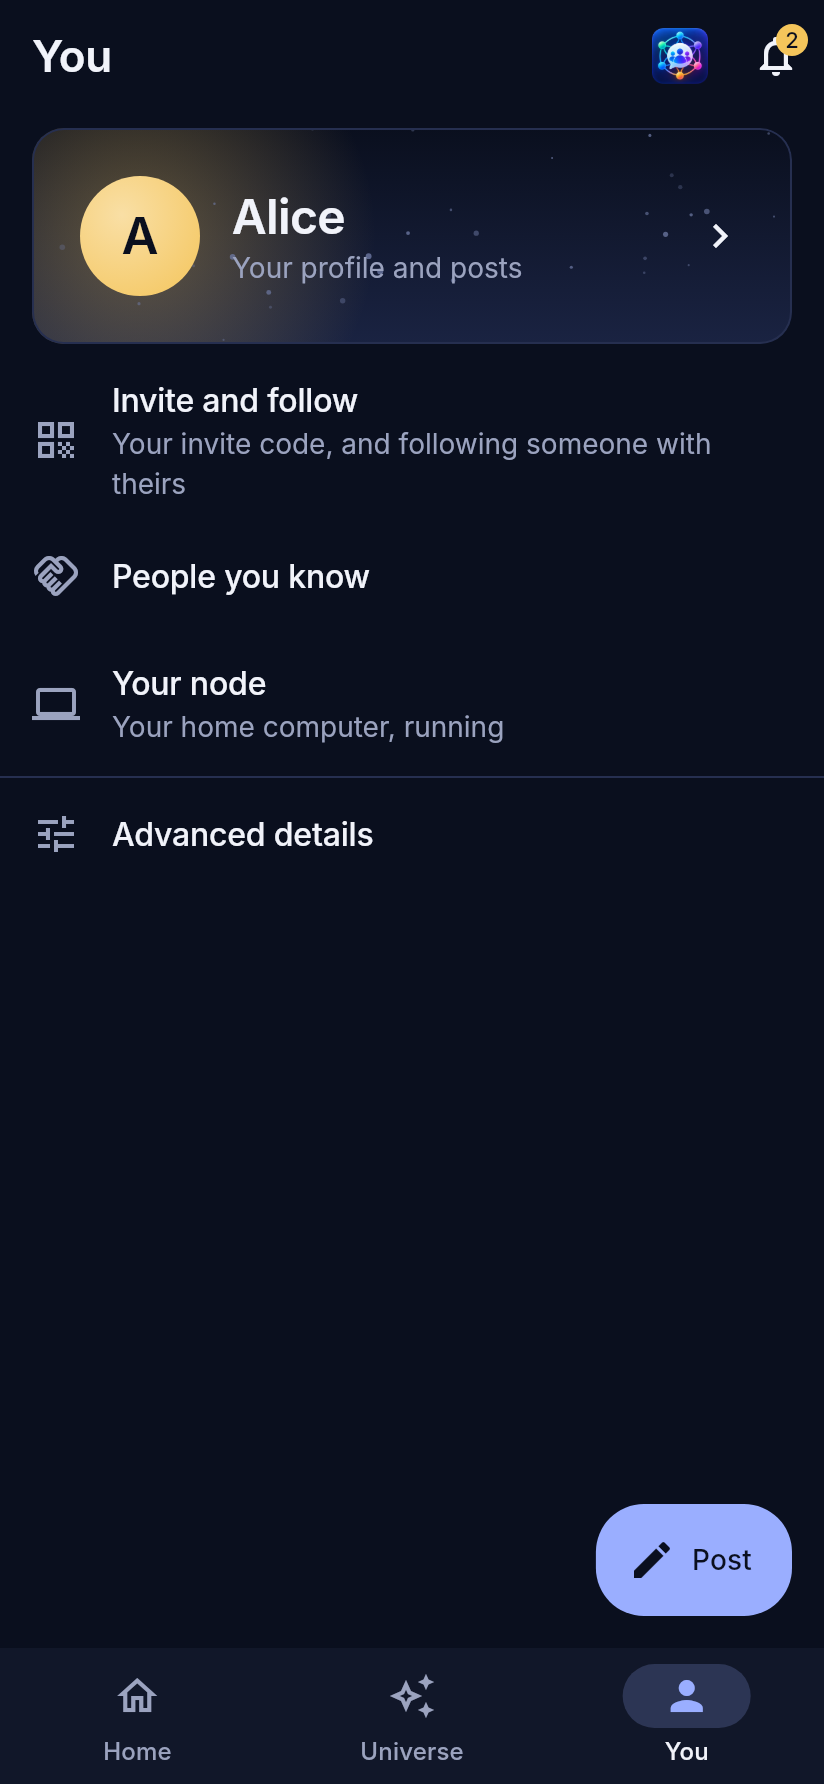 You
2
A
Alice
Your profile and posts
Invite and follow
Your invite code, and following someone with
theirs
People you know
Your node
Your home computer, running
Advanced details
Post
Home
Universe
You